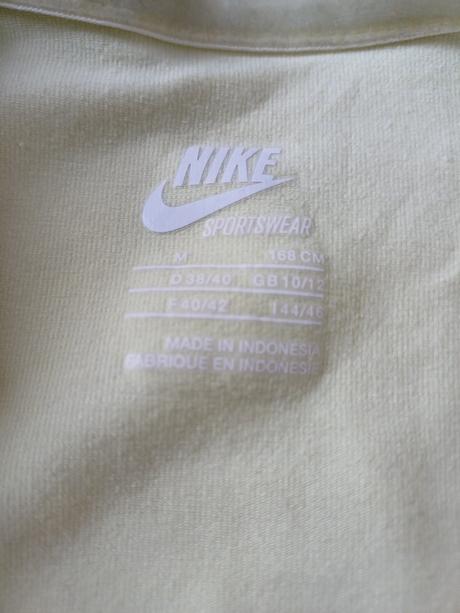 NIKE
SPORTSWEAR
M 168 CM
D 38/40 GB 10/12
F 40/42 I 44/46
MADE IN INDONESIA
FABRIQUE EN INDONESIE